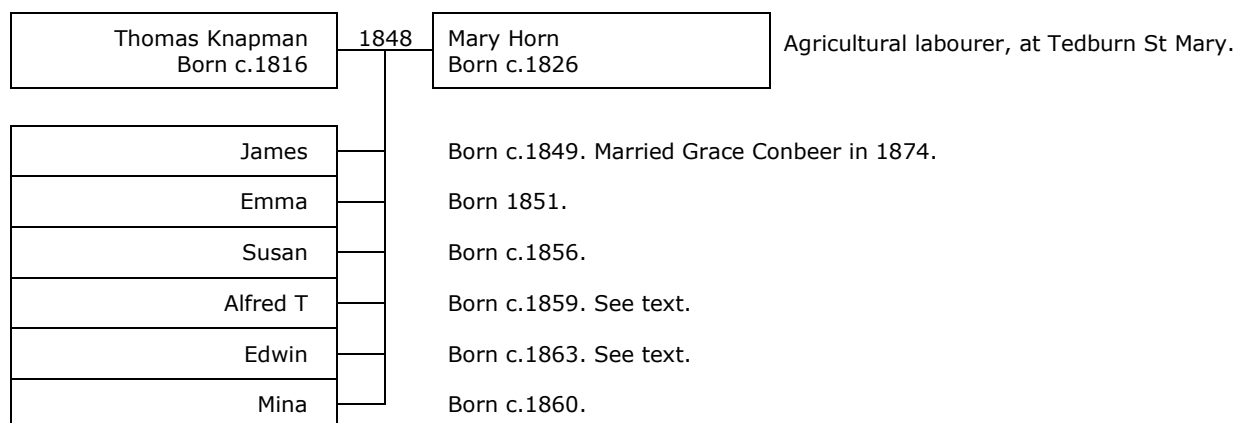 Thomas Knapman
Born c.1816
1848
Mary Horn
Born c.1826
Agricultural labourer, at Tedburn St Mary.
James Born c.1849. Married Grace Conbeer in 1874.
Emma Born 1851.
Susan Born c.1856.
Alfred T Born c.1859. See text.
Edwin Born c.1863. See text.
Mina Born c.1860.